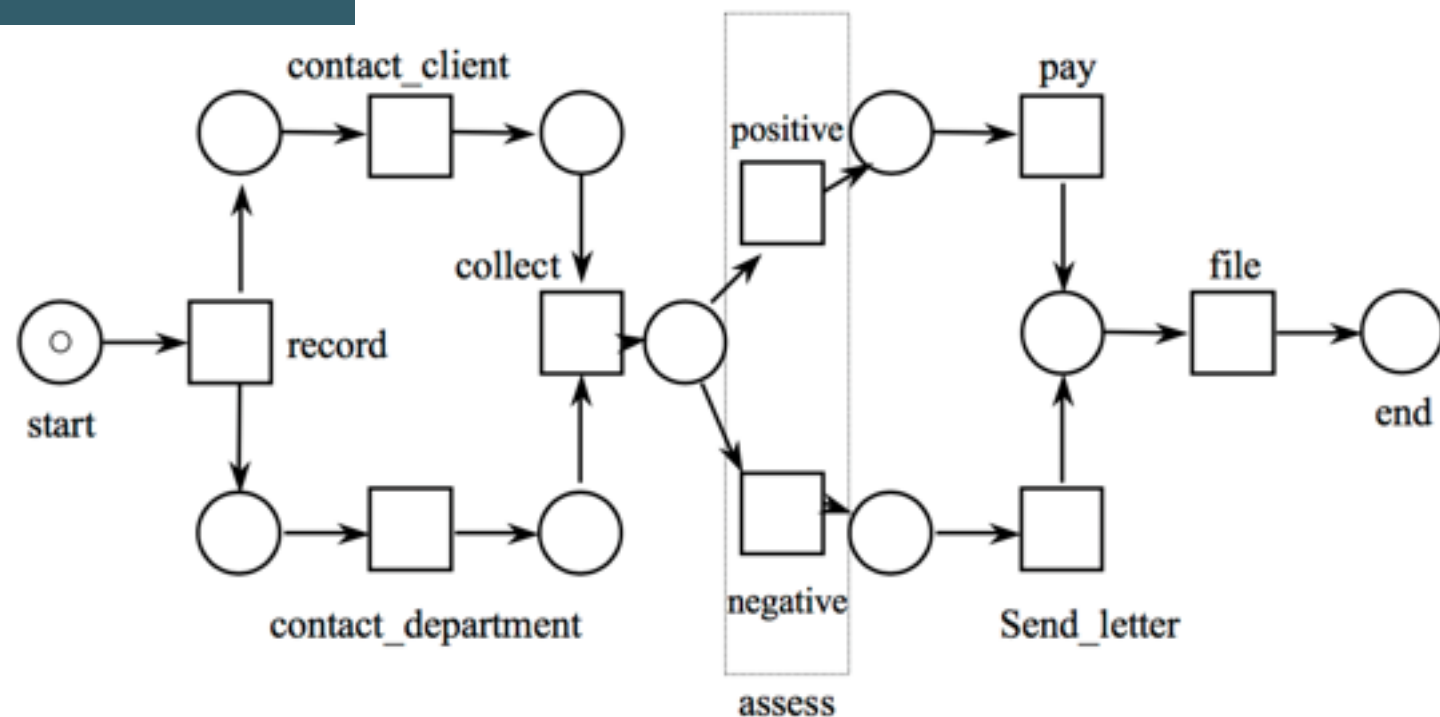 contact_client
pay
positive
collect
file
record
start
end
negative
contact_department
Send_letter
assess